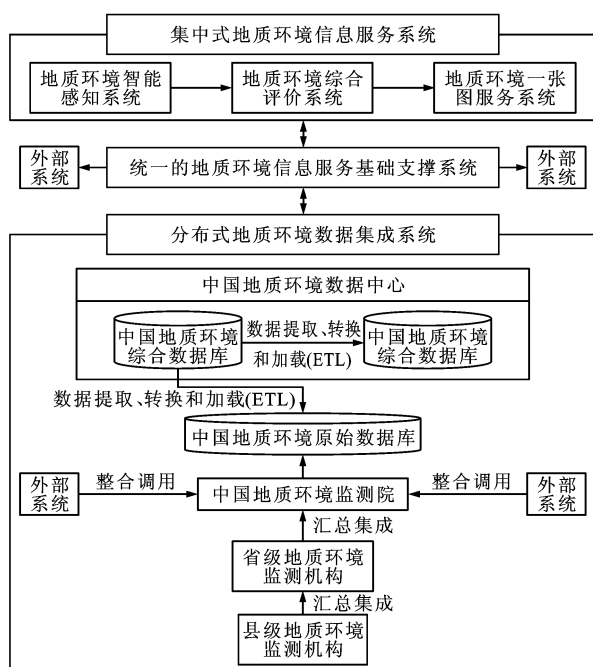 集中式地质环境信息服务系统
地质环境智能
感知系统
地质环境综合
评价系统
地质环境一张
图服务系统
外部
系统
统一的地质环境信息服务基础支撑系统
外部
系统
分布式地质环境数据集成系统
中国地质环境数据中心
中国地质环境
综合数据库
数据提取、转换
和加载(ETL)
中国地质环境
综合数据库
数据提取、转换和加载(ETL)
中国地质环境原始数据库
外部
系统
整合调用
中国地质环境监测院
整合调用
外部
系统
汇总集成
省级地质环境
监测机构
汇总集成
县级地质环境
监测机构